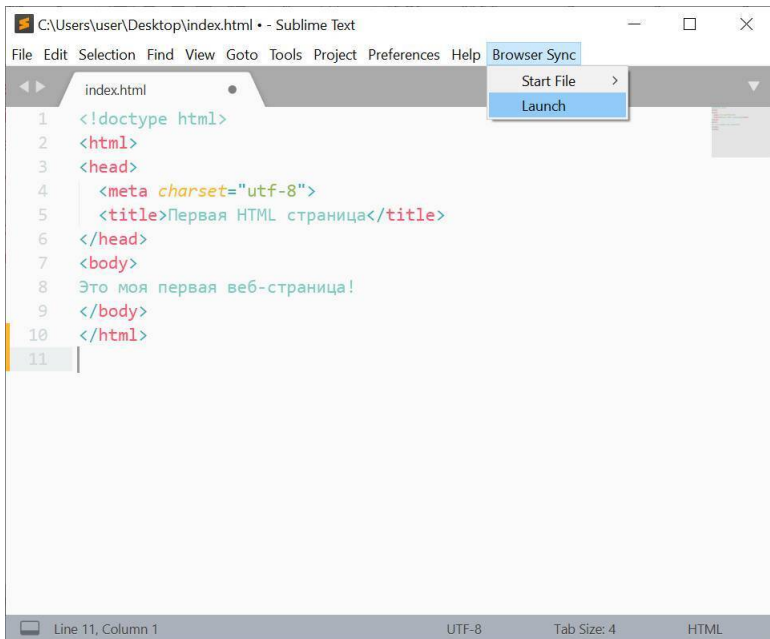 C:\Users\user\Desktop\index.html • - Sublime Text
File Edit Selection Find View Goto Tools Project Preferences Help Browser Sync
Start File >
Launch
index.html
1 <!doctype html>
2 <html>
3 <head>
4   <meta charset="utf-8">
5   <title>Первая HTML страница</title>
6 </head>
7 <body>
8 Это моя первая веб-страница!
9 </body>
10 </html>
11
Line 11, Column 1 UTF-8 Tab Size: 4 HTML